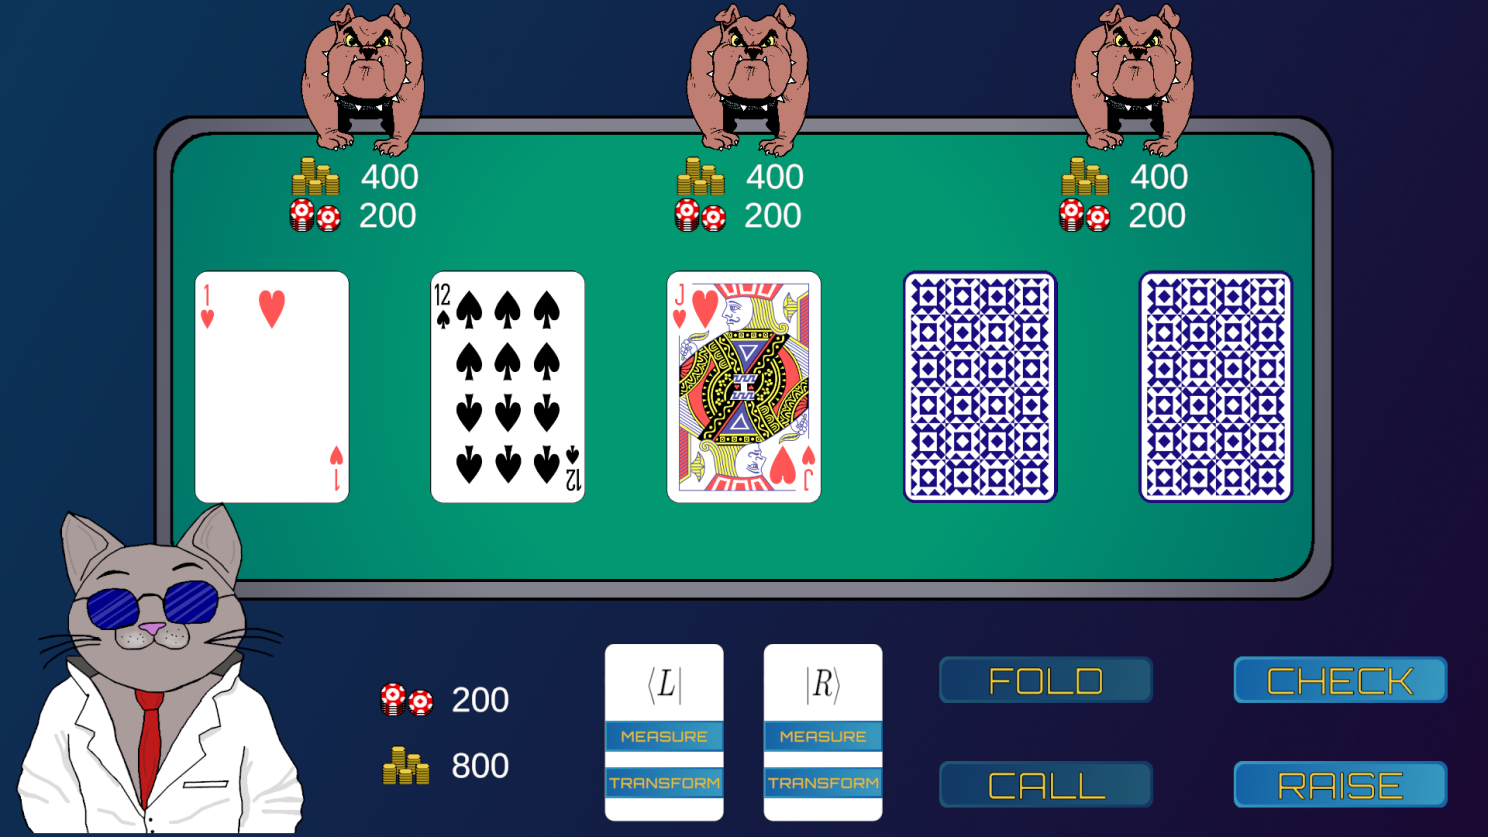 400 400 400
200 200 200
1 12 J
1 12 J
⟨L| |R⟩ FOLD CHECK
200
MEASURE MEASURE
800
TRANSFORM TRANSFORM CALL RAISE